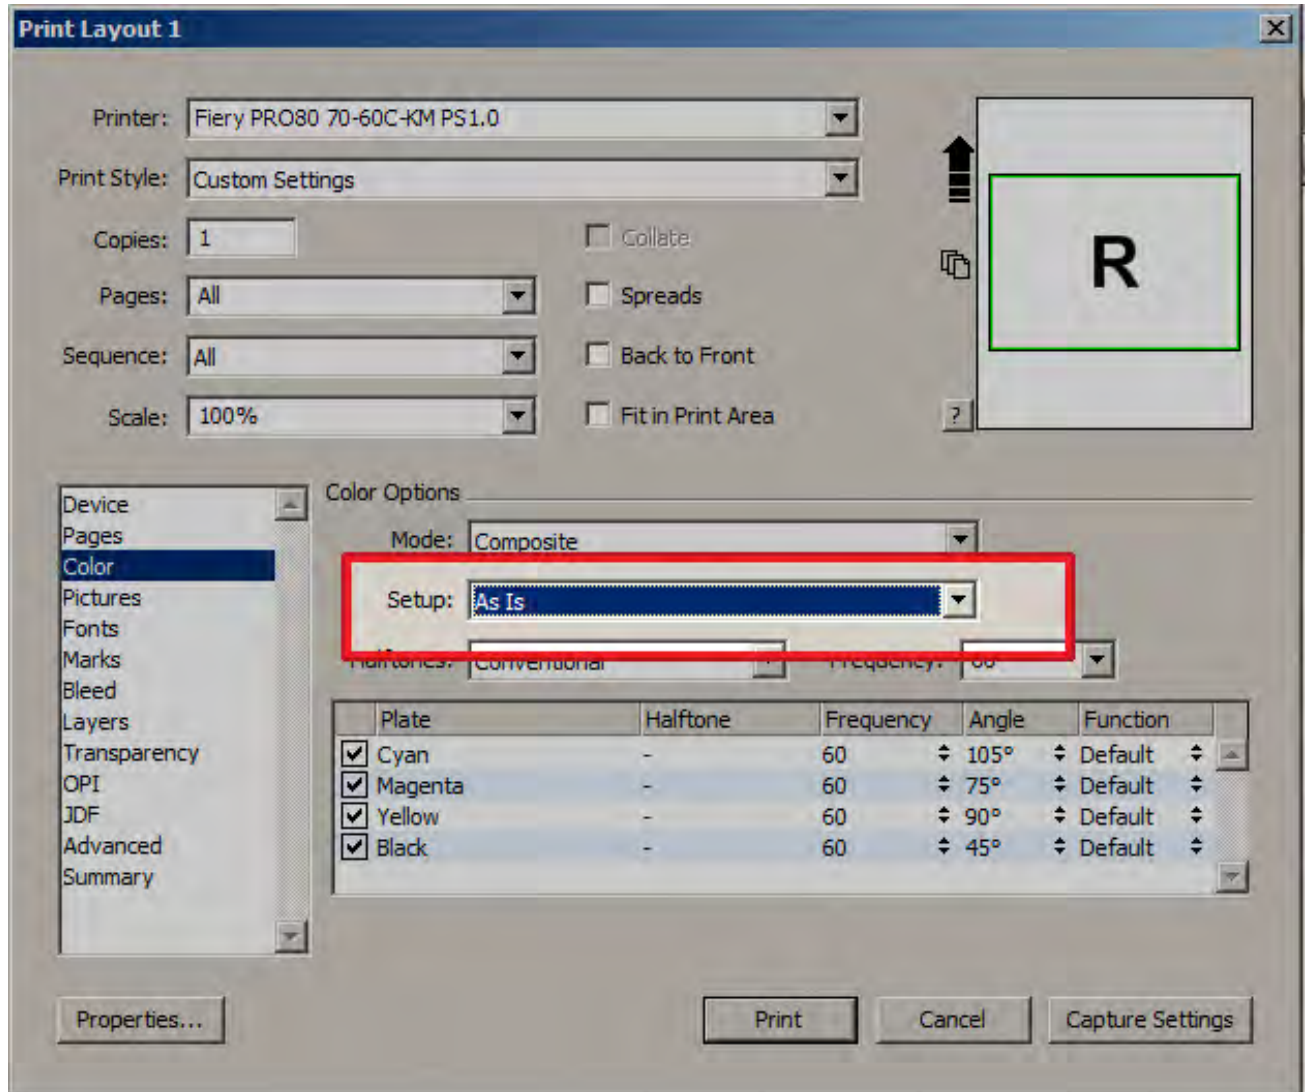 Print Layout 1
Printer: Fiery PRO80 70-60C-KM PS1.0
Print Style: Custom Settings
Copies: 1 Collate
Pages: All Spreads
Sequence: All Back to Front
Scale: 100% Fit in Print Area ?
R
Color Options
Device
Pages
Color
Pictures
Fonts
Marks
Bleed
Layers
Transparency
OPI
JDF
Advanced
Summary
Mode: Composite
Setup: As Is
Halftones: Conventional Frequency: 60
Plate Halftone Frequency Angle Function
Cyan - 60 105° Default
Magenta - 60 75° Default
Yellow - 60 90° Default
Black - 60 45° Default
Properties... Print Cancel Capture Settings